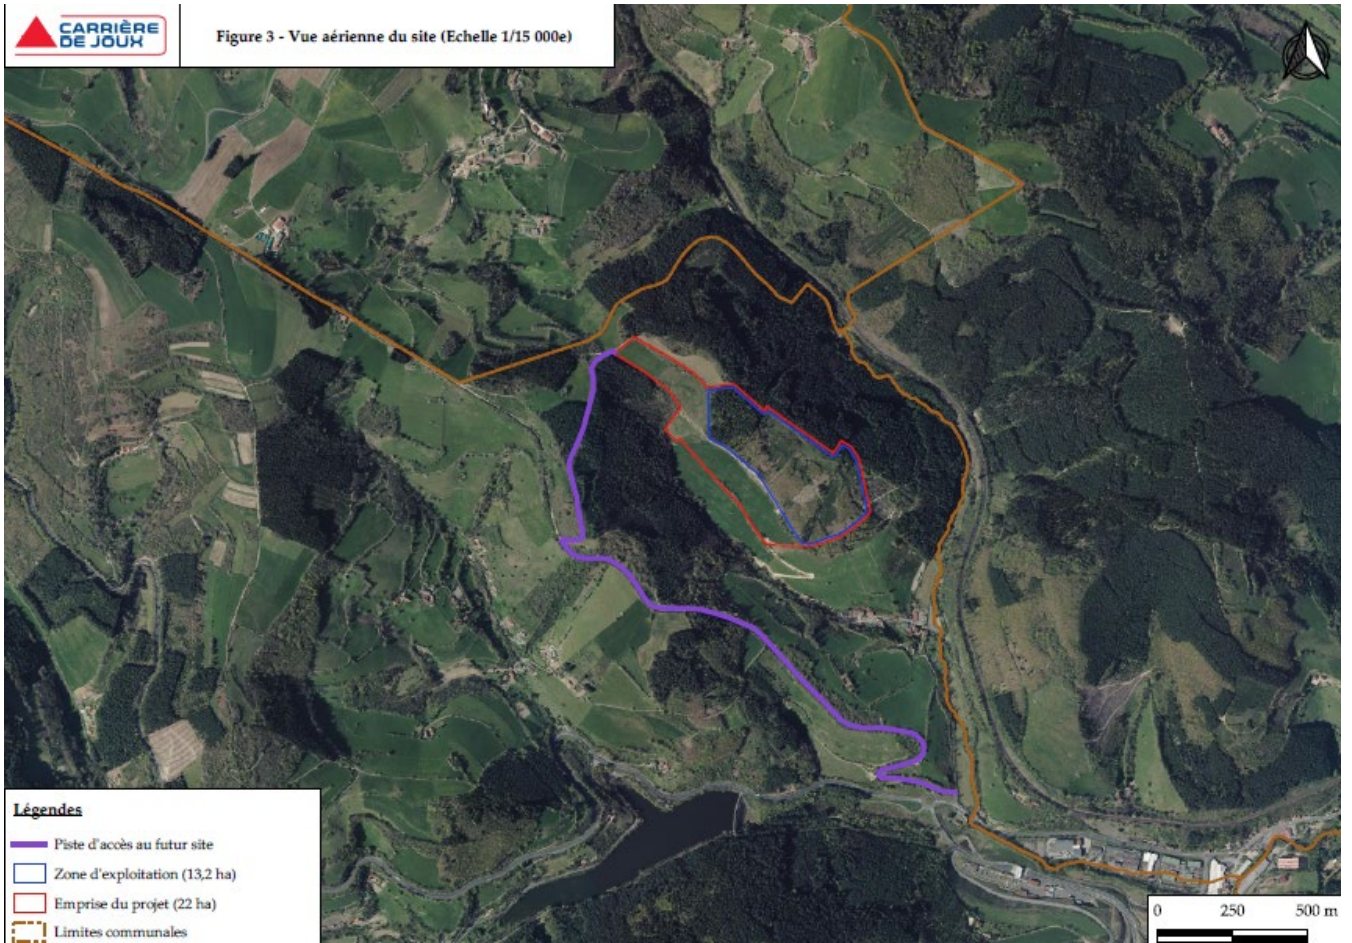 CARRIÈRE
DE JOUX
Figure 3 - Vue aérienne du site (Echelle 1/15 000e)
Légendes
Piste d'accès au futur site
Zone d'exploitation (13,2 ha)
Emprise du projet (22 ha)
Limites communales
0 250 500 m